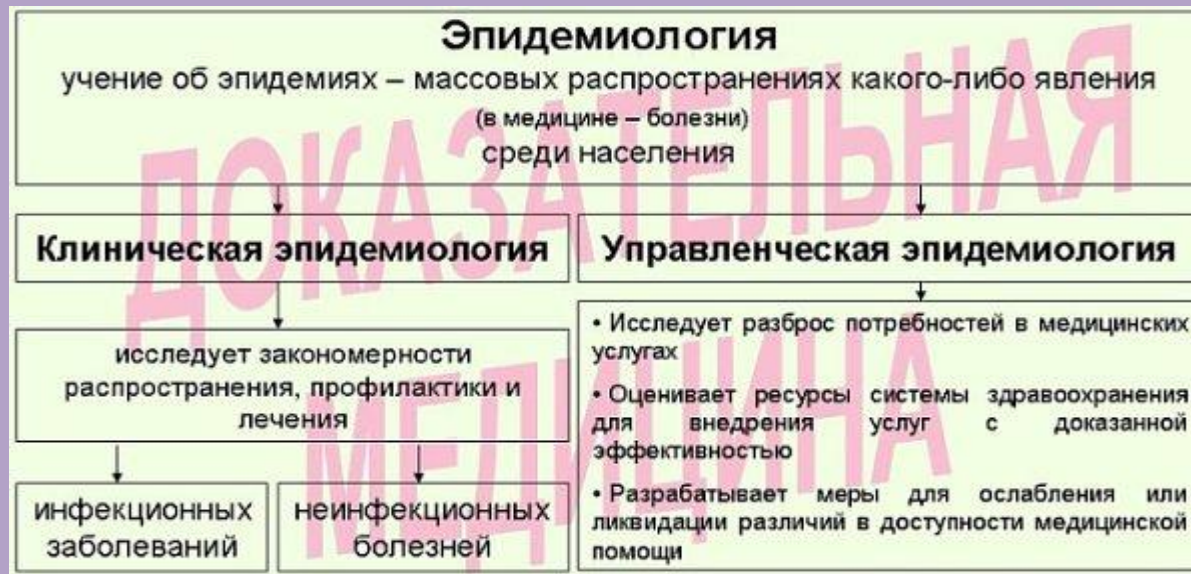 Эпидемиология
учение об эпидемиях – массовых распространениях какого-либо явления
(в медицине – болезни)
среди населения
Клиническая эпидемиология
Управленческая эпидемиология
исследует закономерности
распространения, профилактики и
лечения
инфекционных
заболеваний
неинфекционных
болезней
• Исследует разброс потребностей в медицинских
услугах
• Оценивает ресурсы системы здравоохранения
для внедрения услуг с доказанной
эффективностью
• Разрабатывает меры для ослабления или
ликвидации различий в доступности медицинской
помощи
ДОКАЗАТЕЛЬНАЯ
МЕДИЦИНА